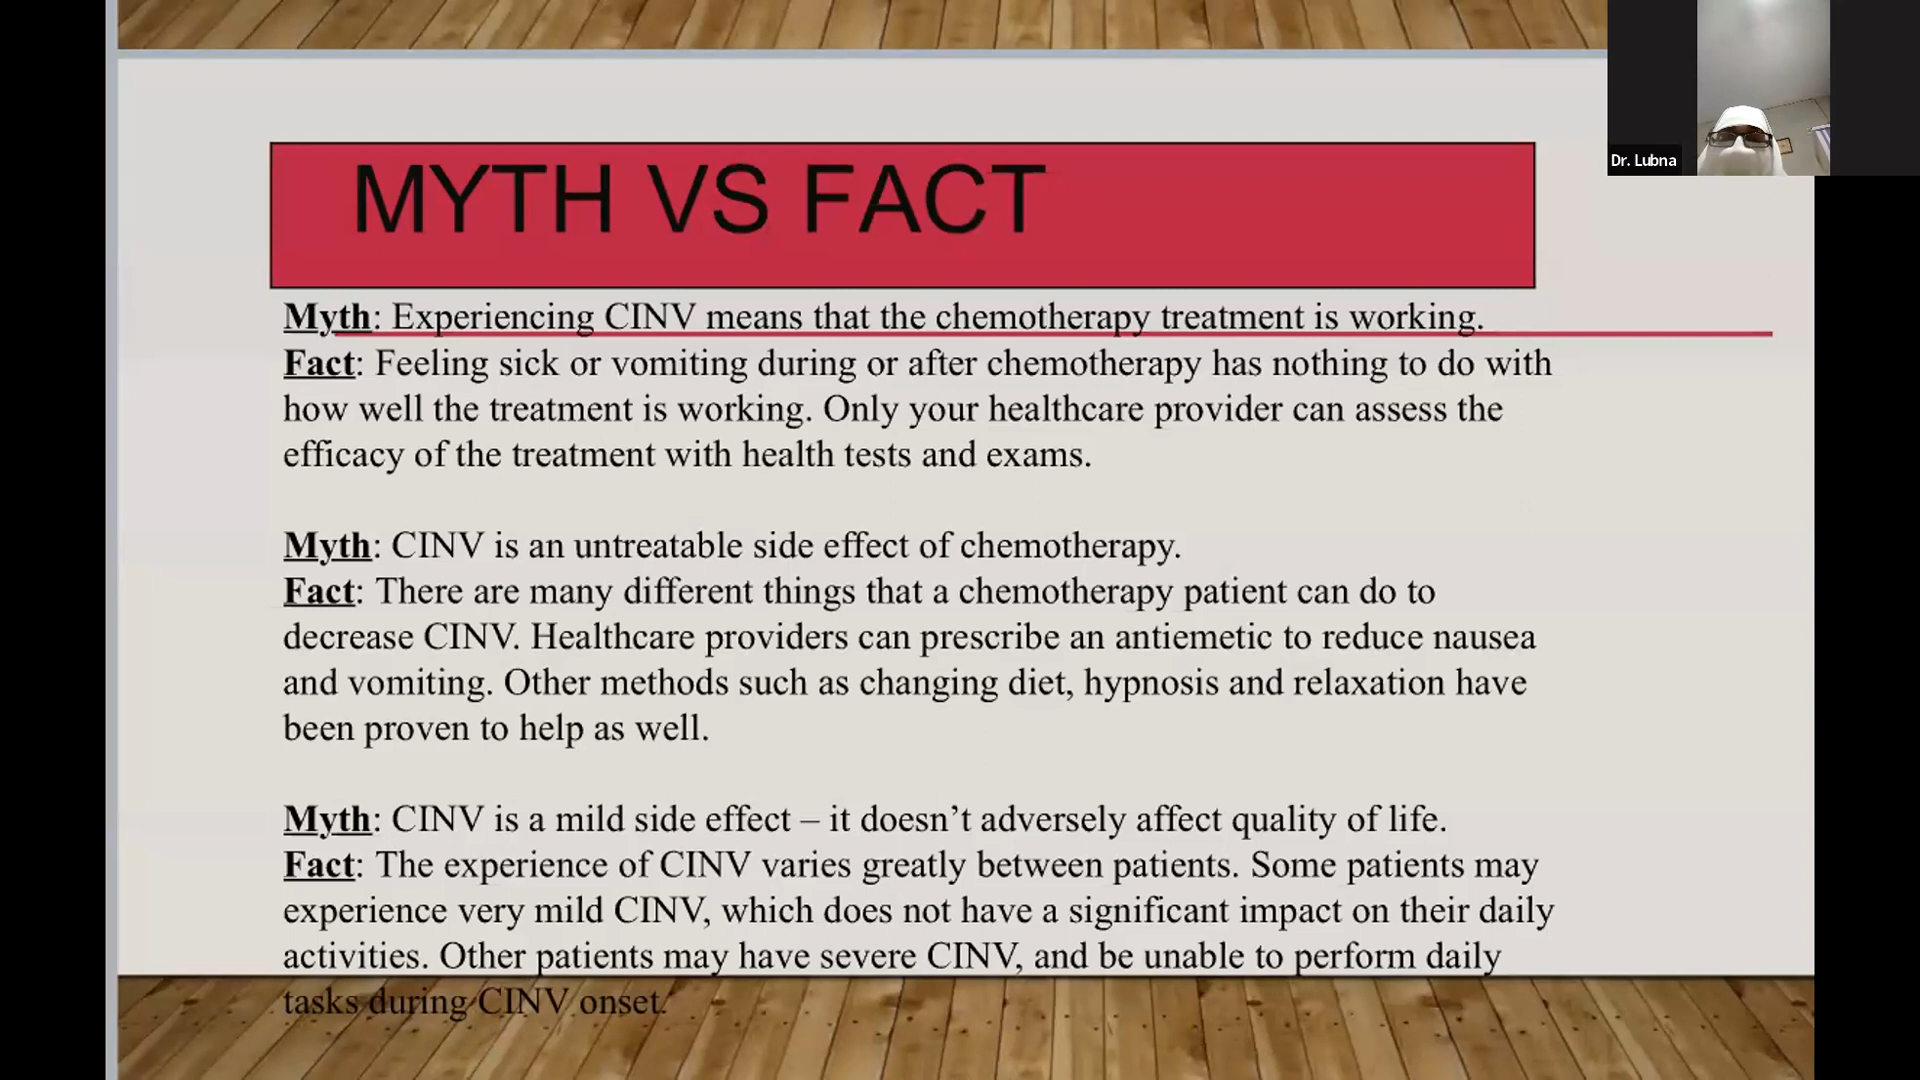 MYTH VS FACT
Myth: Experiencing CINV means that the chemotherapy treatment is working.
Fact: Feeling sick or vomiting during or after chemotherapy has nothing to do with
how well the treatment is working. Only your healthcare provider can assess the
efficacy of the treatment with health tests and exams.
Myth: CINV is an untreatable side effect of chemotherapy.
Fact: There are many different things that a chemotherapy patient can do to
decrease CINV. Healthcare providers can prescribe an antiemetic to reduce nausea
and vomiting. Other methods such as changing diet, hypnosis and relaxation have
been proven to help as well.
Myth: CINV is a mild side effect – it doesn’t adversely affect quality of life.
Fact: The experience of CINV varies greatly between patients. Some patients may
experience very mild CINV, which does not have a significant impact on their daily
activities. Other patients may have severe CINV, and be unable to perform daily
tasks during CINV onset.
Dr. Lubna